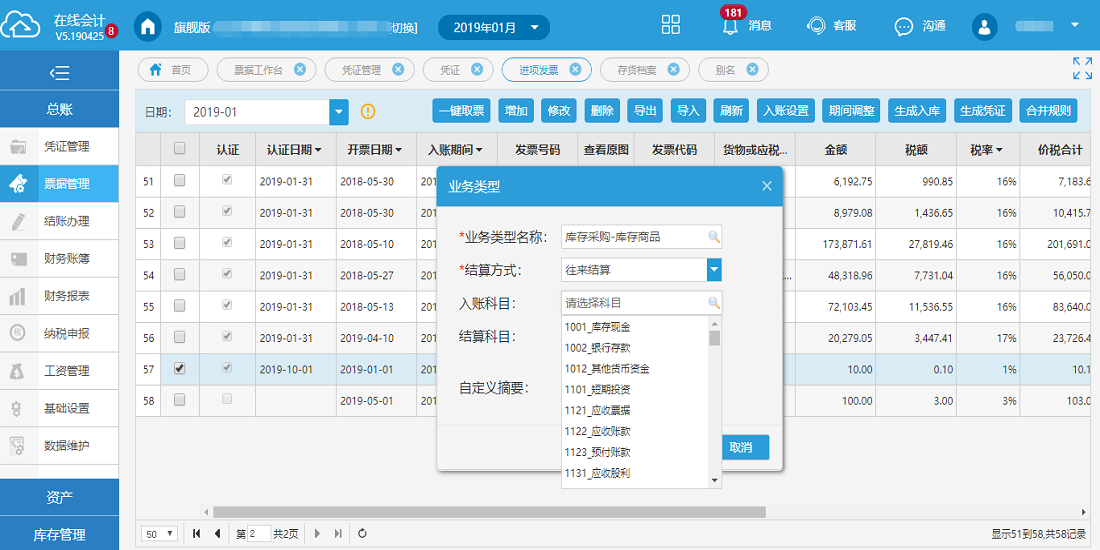 在线会计
V5.190425
8
旗舰版
[切换]
2019年01月
181
消息
客服
沟通
总账
凭证管理
票据管理
结账办理
财务账簿
财务报表
纳税申报
工资管理
基础设置
数据维护
资产
库存管理
首页
票据工作台
凭证管理
凭证
进项发票
存货档案
别名
日期：
2019-01
一键取票
增加
修改
删除
导出
导入
刷新
入账设置
期间调整
生成入库
生成凭证
合并规则
认证 认证日期 开票日期 入账期间 发票号码 查看原图 发票代码 货物或应税... 金额 税额 税率 价税合计
51 2019-01-31 2018-05-30 201 6,192.75 990.85 16% 7,183.6
52 2019-01-31 2018-05-30 201 8,979.08 1,436.65 16% 10,415.7
53 2019-01-31 2018-05-10 201 173,871.61 27,819.46 16% 201,691.0
54 2019-01-31 2018-05-27 201 ... 48,318.96 7,731.04 16% 56,050.0
55 2019-01-31 2018-05-13 201 72,103.45 11,536.55 16% 83,640.0
56 2019-01-31 2019-04-10 201 20,279.05 3,447.41 17% 23,726.4
57 2019-10-01 2019-01-01 201 10.00 0.10 1% 10.1
58 2019-05-01 201 100.00 3.00 3% 103.0
业务类型
*业务类型名称： 库存采购-库存商品
*结算方式： 往来结算
入账科目： 请选择科目
结算科目：
自定义摘要：
1001_库存现金
1002_银行存款
1012_其他货币资金
1101_短期投资
1121_应收票据
1122_应收账款
1123_预付账款
1131_应收股利
取消
50
第 2 共2页
显示51到58,共58记录